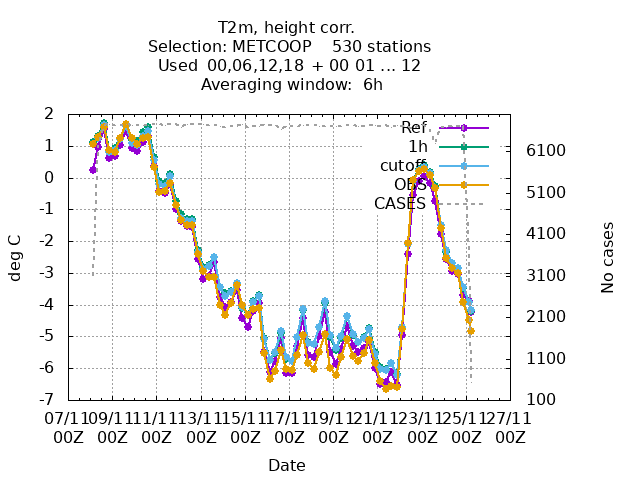 T2m, height corr.
Selection: METCOOP    530 stations
Used  00,06,12,18  + 00 01 ... 12
Averaging window:  6h
Ref
1h
cutoff
OBS
CASES
2
1
0
-1
-2
-3
-4
-5
-6
-7
deg C
6100
5100
4100
3100
2100
1100
100
No cases
07/11 09/11 11/11 13/11 15/11 17/11 19/11 21/11 23/11 25/11 27/11
00Z 00Z 00Z 00Z 00Z 00Z 00Z 00Z 00Z 00Z 00Z
Date